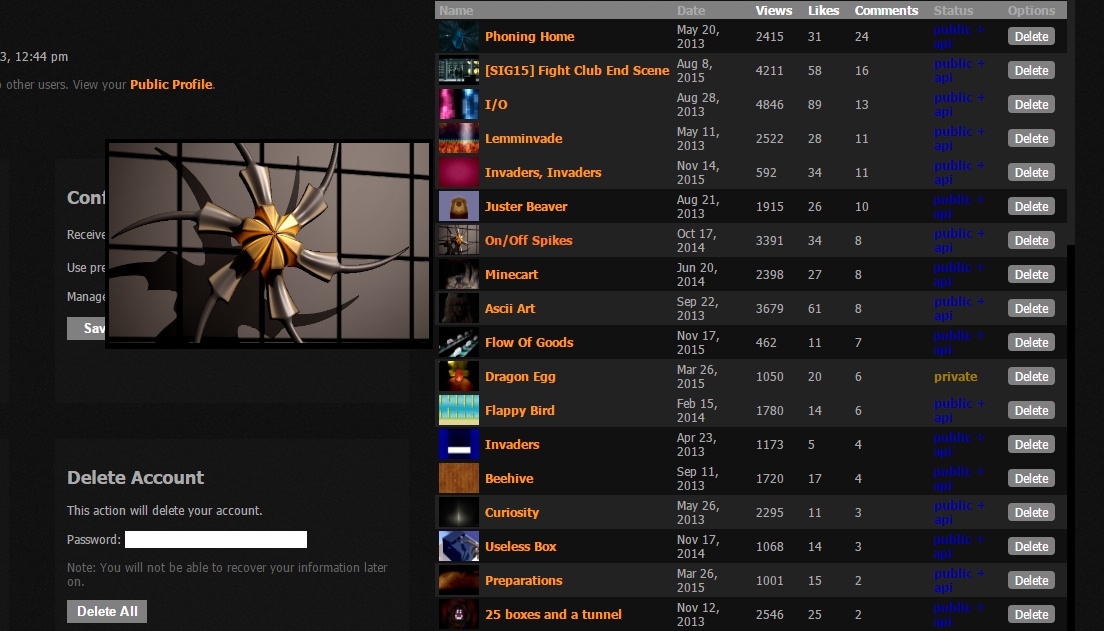 3, 12:44 pm
other users. View your Public Profile.
Conf
Receive
Use pre
Manage
Sav
Delete Account
This action will delete your account.
Password:
Note: You will not be able to recover your information later
on.
Delete All
Name Date Views Likes Comments Status Options
Phoning Home May 20, 2013 2415 31 24 public + api Delete
[SIG15] Fight Club End Scene Aug 8, 2015 4211 58 16 public + api Delete
I/O Aug 28, 2013 4846 89 13 public + api Delete
Lemminvade May 11, 2013 2522 28 11 public + api Delete
Invaders, Invaders Nov 14, 2015 592 34 11 public + api Delete
Juster Beaver Aug 21, 2013 1915 26 10 public + api Delete
On/Off Spikes Oct 17, 2014 3391 34 8 public + api Delete
Minecart Jun 20, 2014 2398 27 8 public + api Delete
Ascii Art Sep 22, 2013 3679 61 8 public + api Delete
Flow Of Goods Nov 17, 2015 462 11 7 public + api Delete
Dragon Egg Mar 26, 2015 1050 20 6 private Delete
Flappy Bird Feb 15, 2014 1780 14 6 public + api Delete
Invaders Apr 23, 2013 1173 5 4 public + api Delete
Beehive Sep 11, 2013 1720 17 4 public + api Delete
Curiosity May 26, 2013 2295 11 3 public + api Delete
Useless Box Nov 17, 2014 1068 14 3 public + api Delete
Preparations Mar 26, 2015 1001 15 2 public + api Delete
25 boxes and a tunnel Nov 12, 2013 2546 25 2 public + api Delete